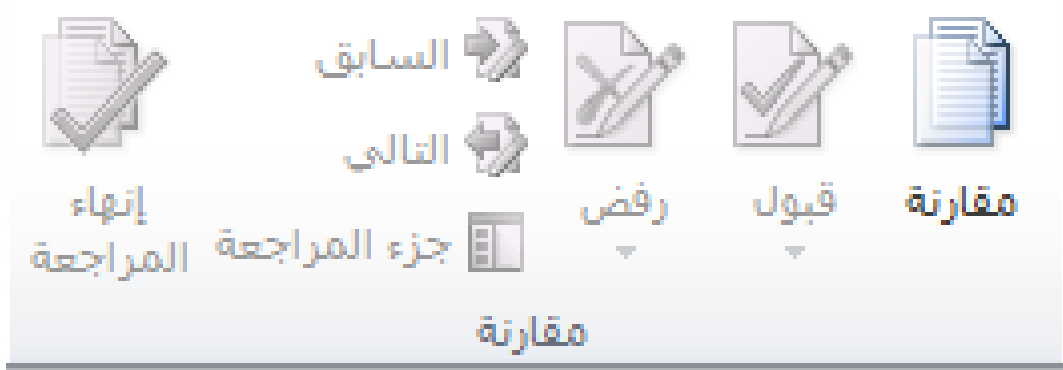 مقارنة
قبول
رفض
السابق
التالي
جزء المراجعة
إنهاء
المراجعة
مقارنة